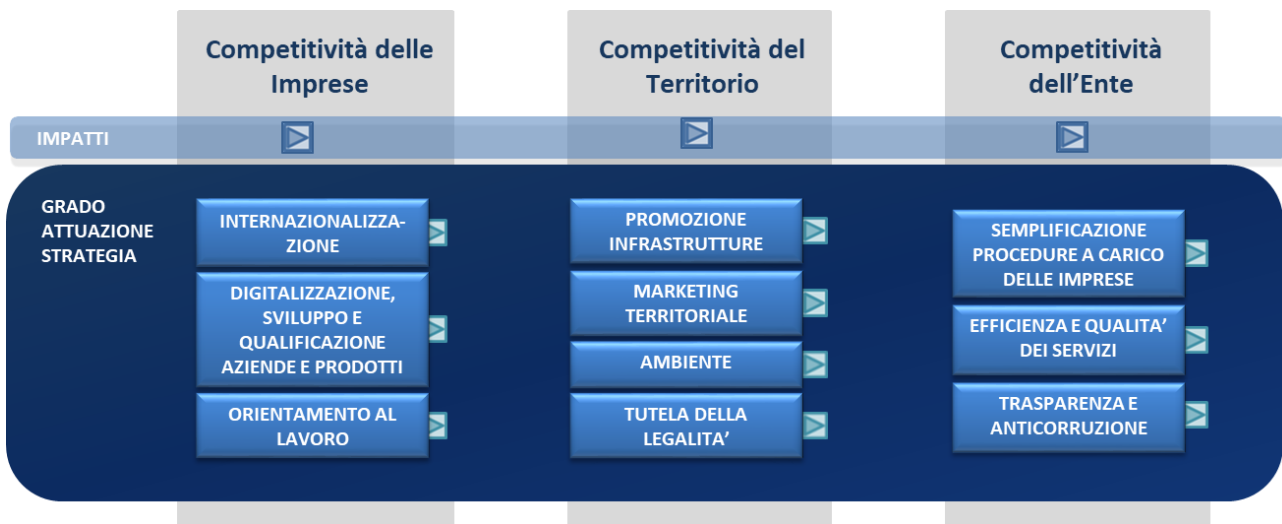 Competitività delle
Imprese
Competitività del
Territorio
Competitività
dell’Ente
IMPATTI
GRADO
ATTUAZIONE
STRATEGIA
INTERNAZIONALIZZA-
ZIONE
DIGITALIZZAZIONE,
SVILUPPO E
QUALIFICAZIONE
AZIENDE E PRODOTTI
ORIENTAMENTO AL
LAVORO
PROMOZIONE
INFRASTRUTTURE
MARKETING
TERRITORIALE
AMBIENTE
TUTELA DELLA
LEGALITA’
SEMPLIFICAZIONE
PROCEDURE A CARICO
DELLE IMPRESE
EFFICIENZA E QUALITA’
DEI SERVIZI
TRASPARENZA E
ANTICORRUZIONE